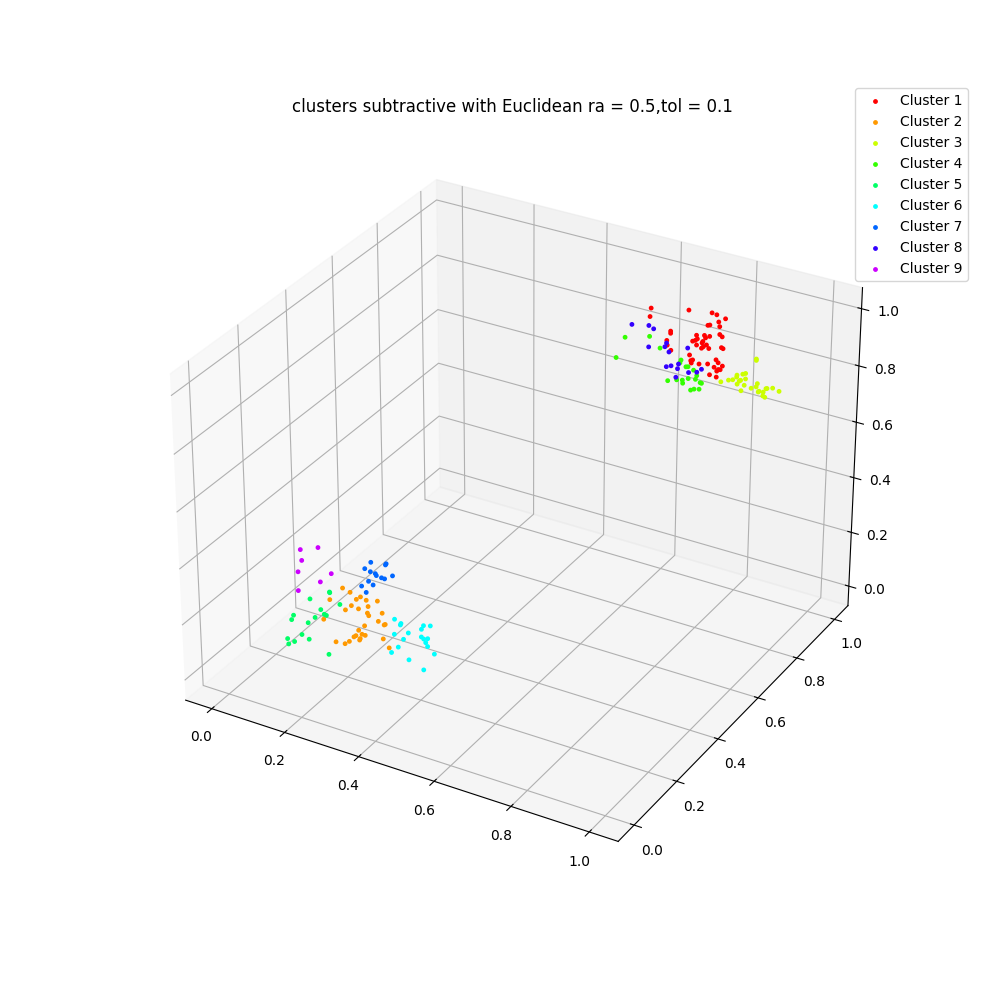 clusters subtractive with Euclidean ra = 0.5,tol = 0.1
Cluster 1
Cluster 2
Cluster 3
Cluster 4
Cluster 5
Cluster 6
Cluster 7
Cluster 8
Cluster 9
1.0
0.8
0.6
0.4
0.2
0.0
0.0
0.2
0.4
0.6
0.8
1.0
1.0
0.8
0.6
0.4
0.2
0.0